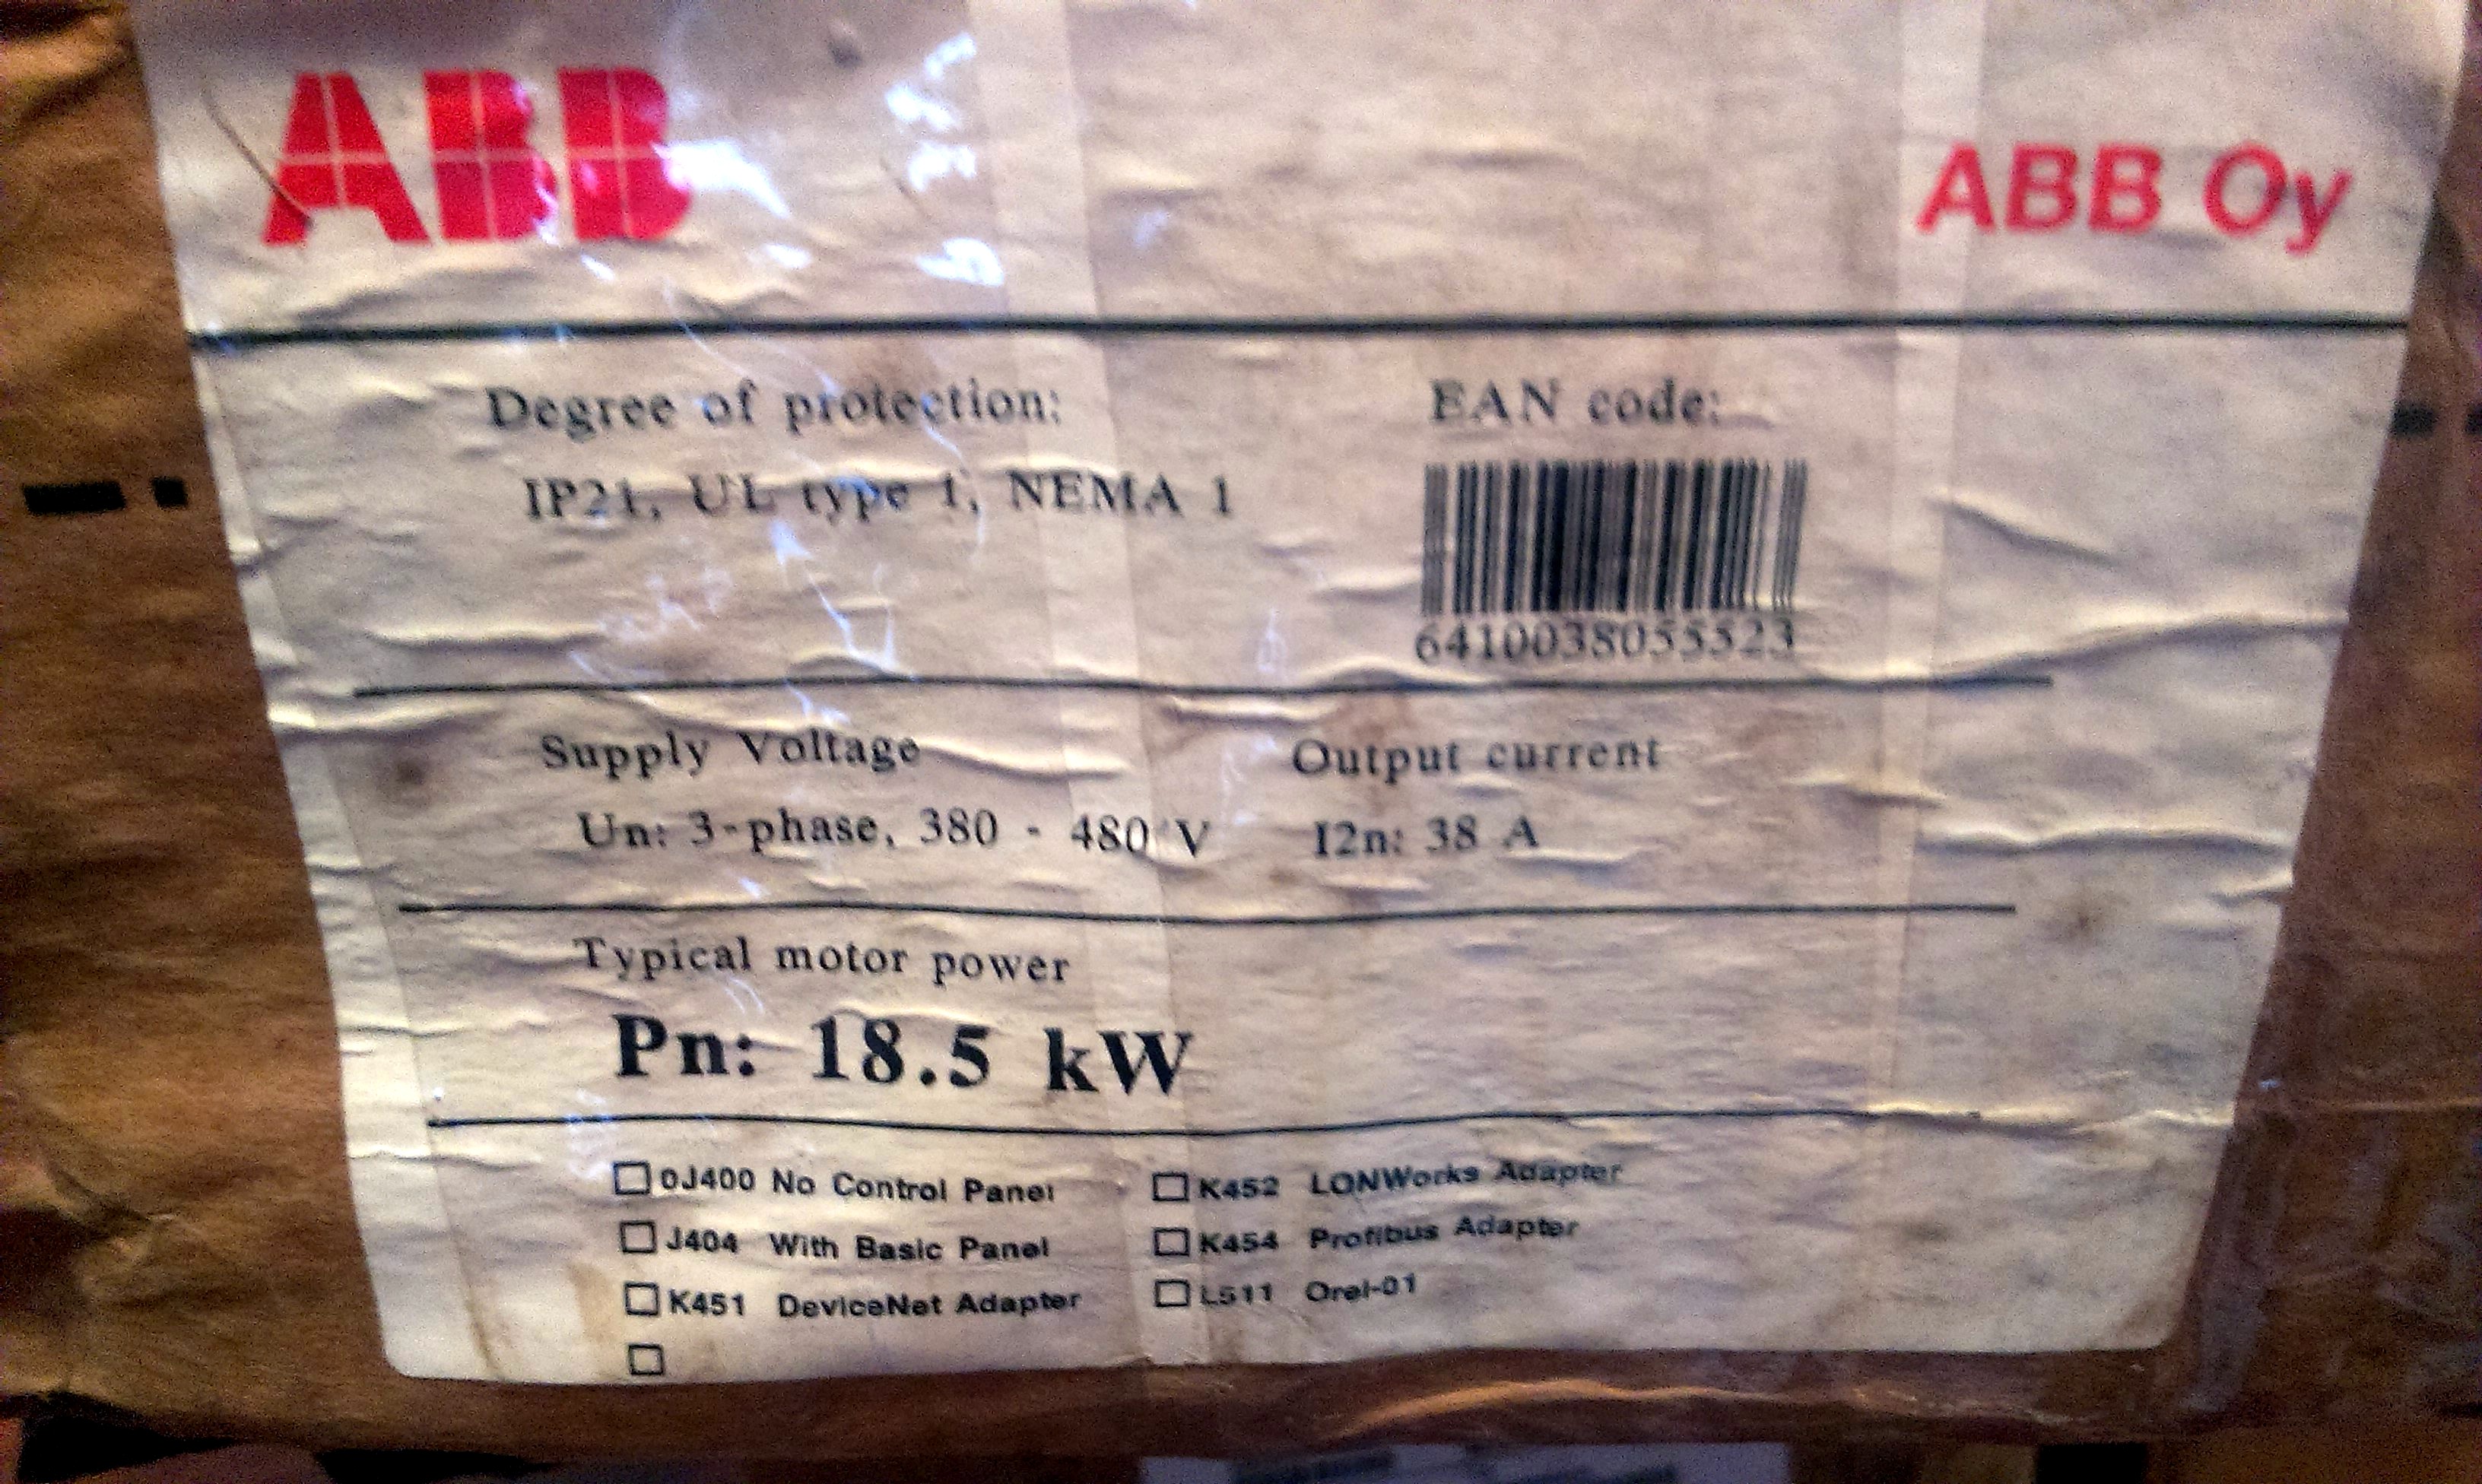 ABB
ABB Oy
Degree of protection:
EAN code:
IP21, UL type 1, NEMA 1
6410038055523
Supply Voltage
Output current
Un: 3-phase, 380 - 480 V
I2n: 38 A
Typical motor power
Pn: 18.5 kW
0J400 No Control Panel
K452 LONWorks Adapter
J404 With Basic Panel
K454 Profibus Adapter
K451 DeviceNet Adapter
L511 Orel-01